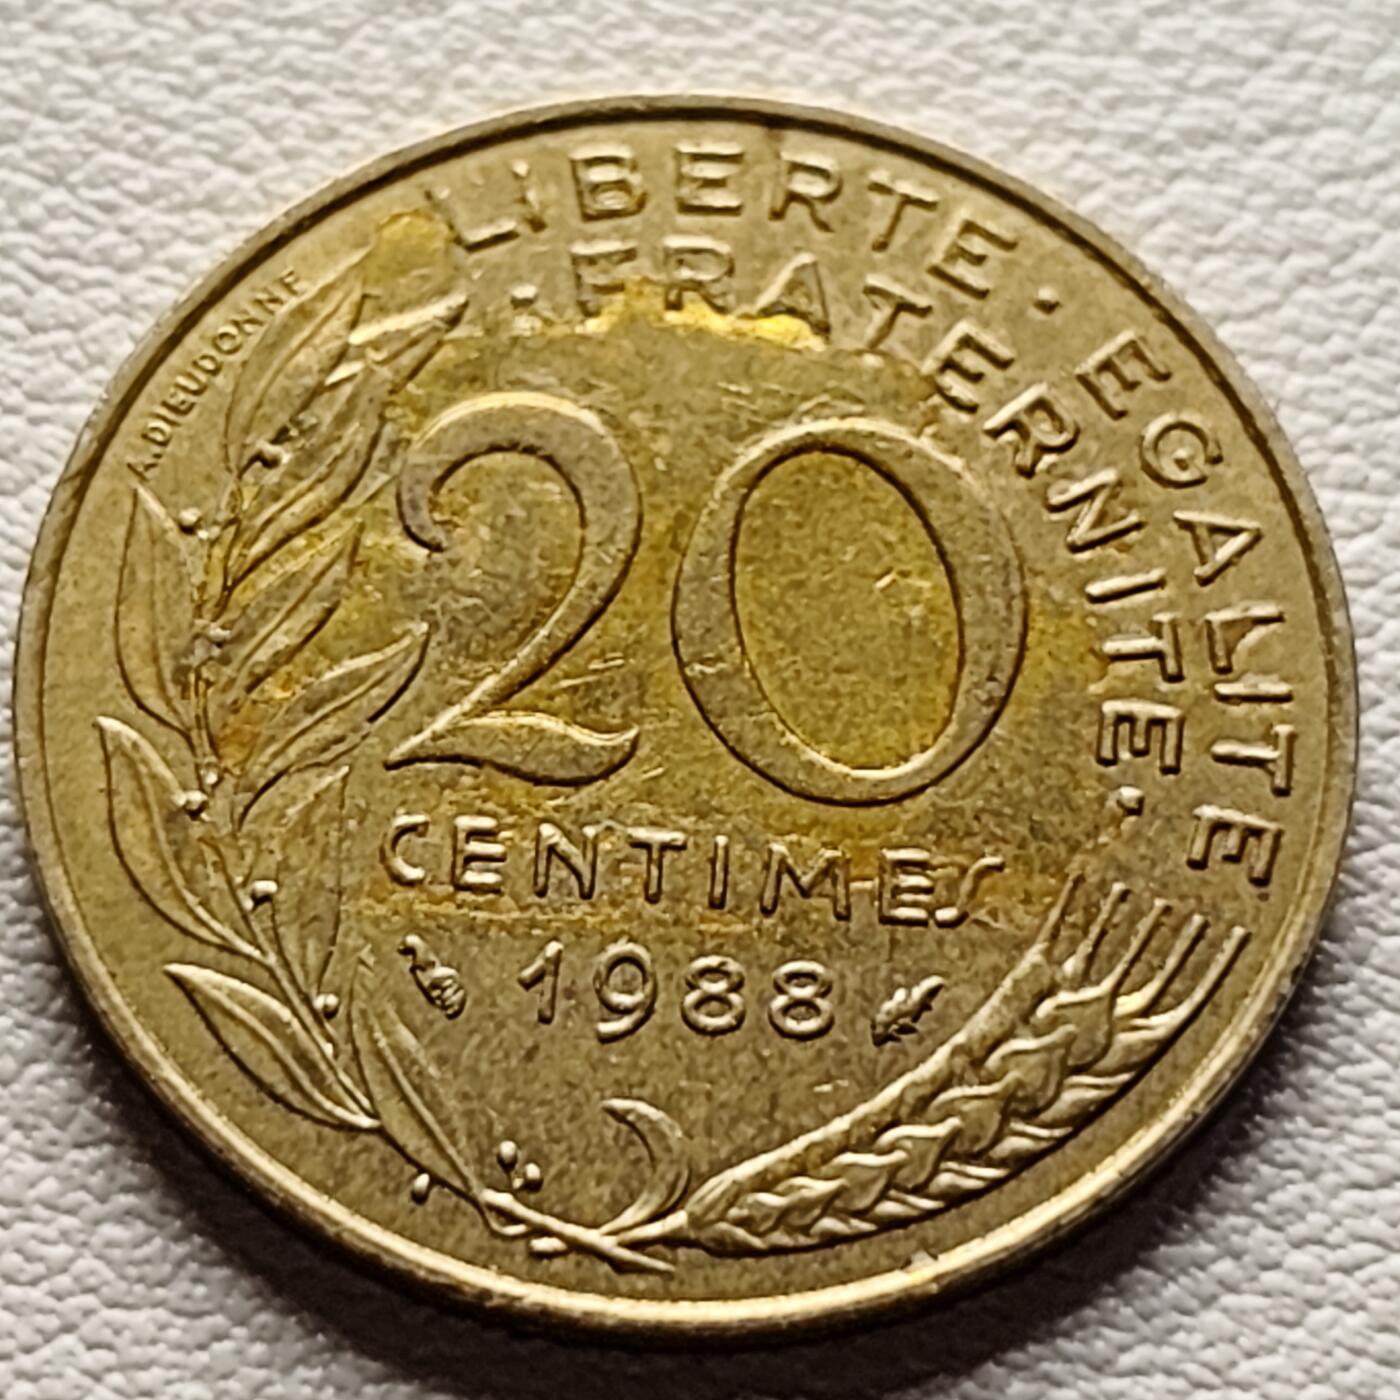 LIBERTE · EGALITE
· FRATERNITE ·
A.DIEUDONNE
20
CENTIMES
1988